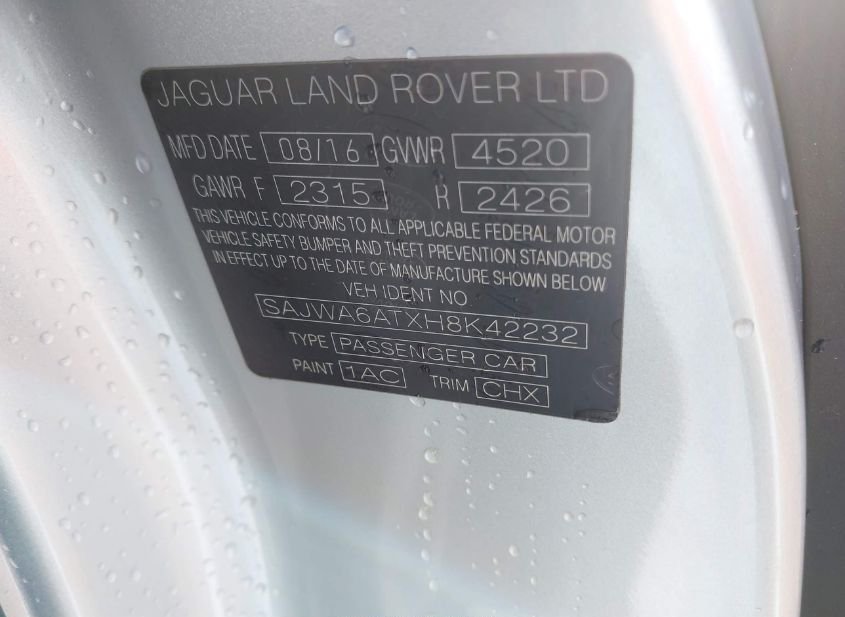 JAGUAR LAND ROVER LTD
MFD DATE 08/16 GVWR 4520
GAWR F 2315 R 2426
THIS VEHICLE CONFORMS TO ALL APPLICABLE FEDERAL MOTOR
VEHICLE SAFETY BUMPER AND THEFT PREVENTION STANDARDS
IN EFFECT UP TO THE DATE OF MANUFACTURE SHOWN BELOW
VEH IDENT NO
SAJWA6ATXH8K42232
TYPE PASSENGER CAR
PAINT 1AC TRIM CHX